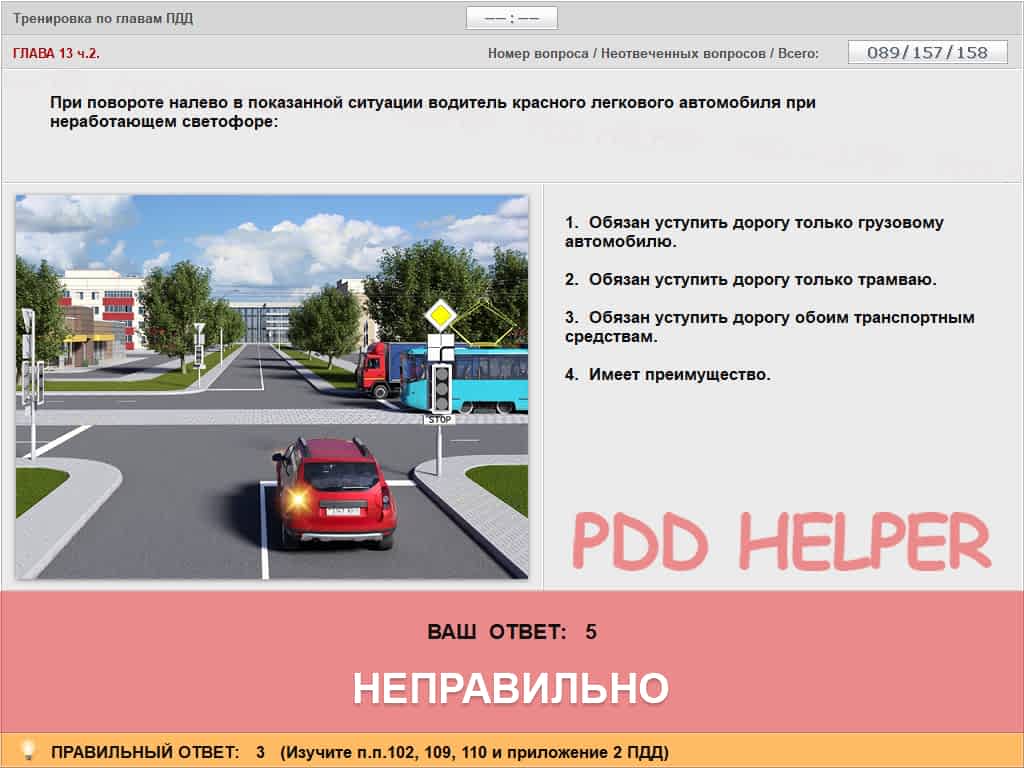 Тренировка по главам ПДД
−− : −−
ГЛАВА 13 ч.2.
Номер вопроса / Неотвеченных вопросов / Всего:
089/157/158
При повороте налево в показанной ситуации водитель красного легкового автомобиля при
неработающем светофоре:
1. Обязан уступить дорогу только грузовому
автомобилю.
2. Обязан уступить дорогу только трамваю.
3. Обязан уступить дорогу обоим транспортным
средствам.
4. Имеет преимущество.
STOP
PDD HELPER
ВАШ ОТВЕТ: 5
НЕПРАВИЛЬНО
ПРАВИЛЬНЫЙ ОТВЕТ: 3 (Изучите п.п.102, 109, 110 и приложение 2 ПДД)